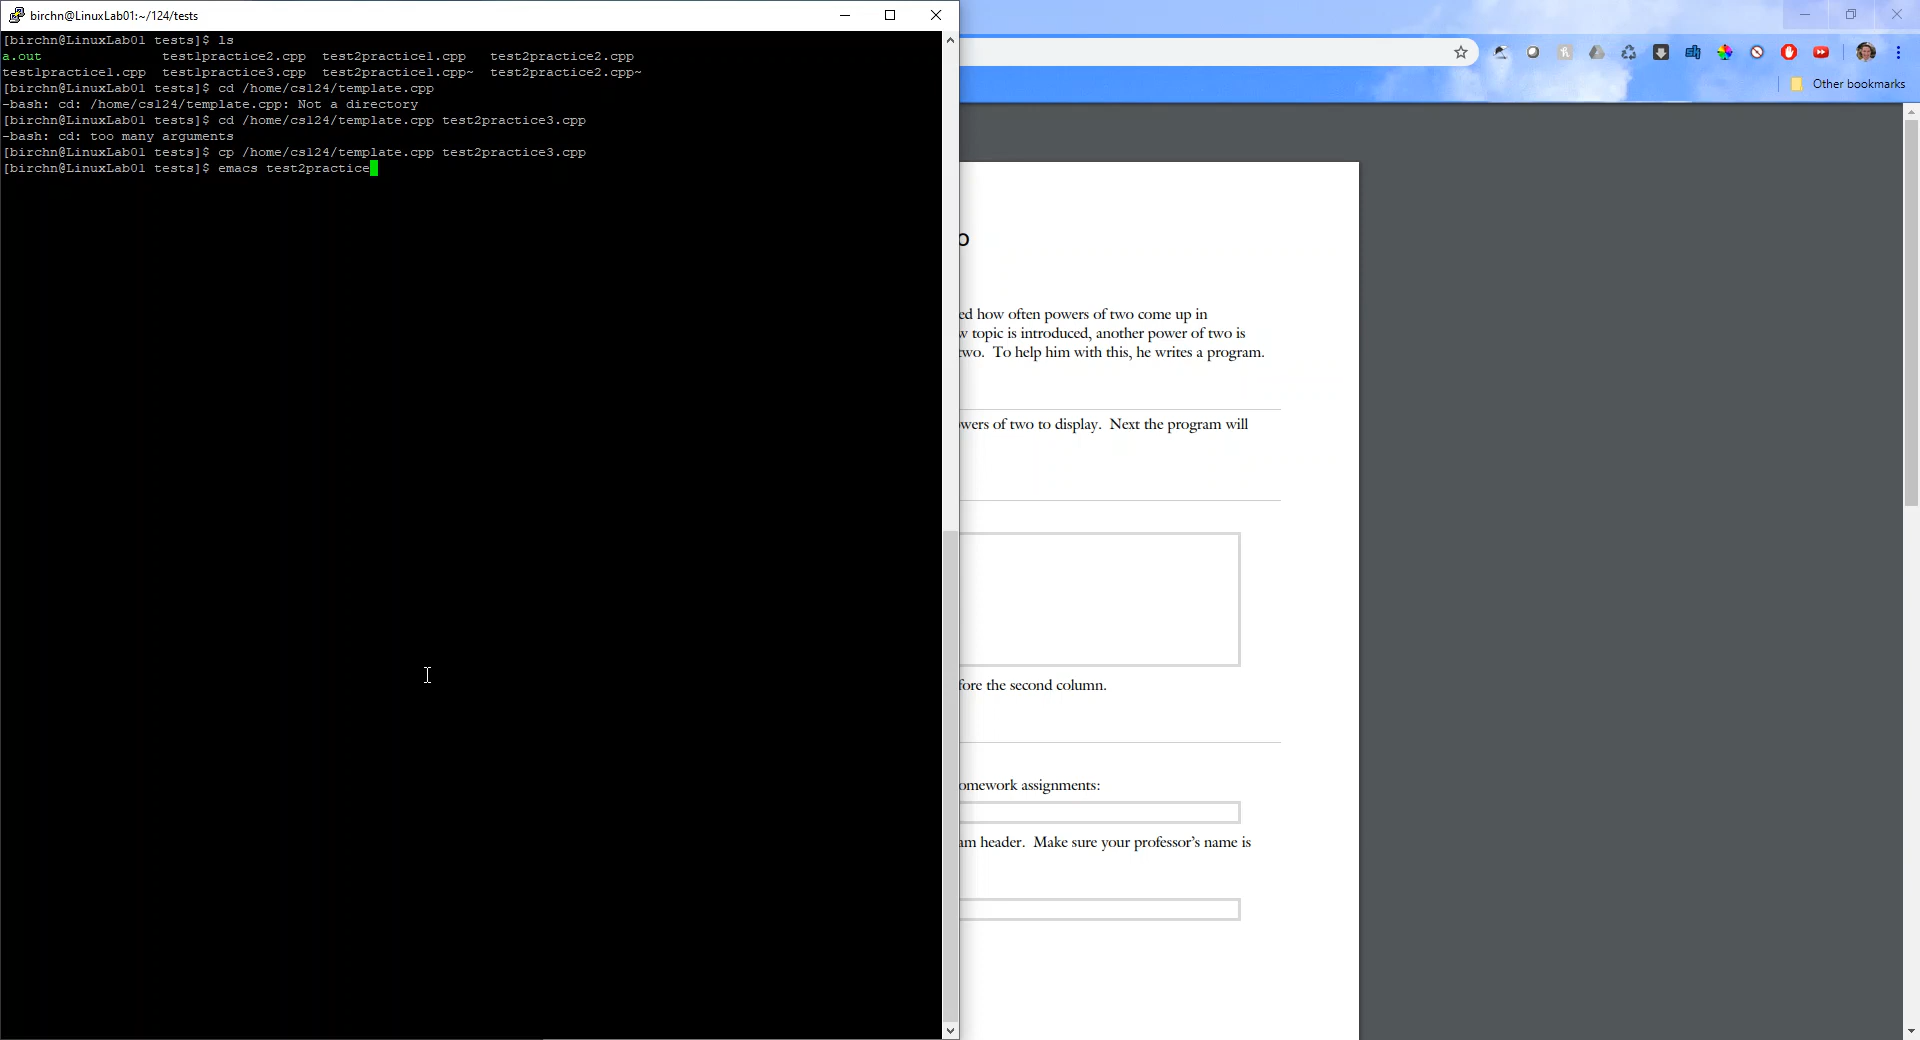 birchn@LinuxLab01:~/124/tests
[birchn@LinuxLab01 tests]$ ls
a.out test1practice2.cpp test2practice1.cpp test2practice2.cpp
test1practice1.cpp test1practice3.cpp test2practice1.cpp~ test2practice2.cpp~
[birchn@LinuxLab01 tests]$ cd /home/cs124/template.cpp
-bash: cd: /home/cs124/template.cpp: Not a directory
[birchn@LinuxLab01 tests]$ cd /home/cs124/template.cpp test2practice3.cpp
-bash: cd: too many arguments
[birchn@LinuxLab01 tests]$ cp /home/cs124/template.cpp test2practice3.cpp
[birchn@LinuxLab01 tests]$ emacs test2practice
Other bookmarks
o
ed how often powers of two come up in
w topic is introduced, another power of two is
two. To help him with this, he writes a program.
owers of two to display. Next the program will
fore the second column.
omework assignments:
am header. Make sure your professor's name is